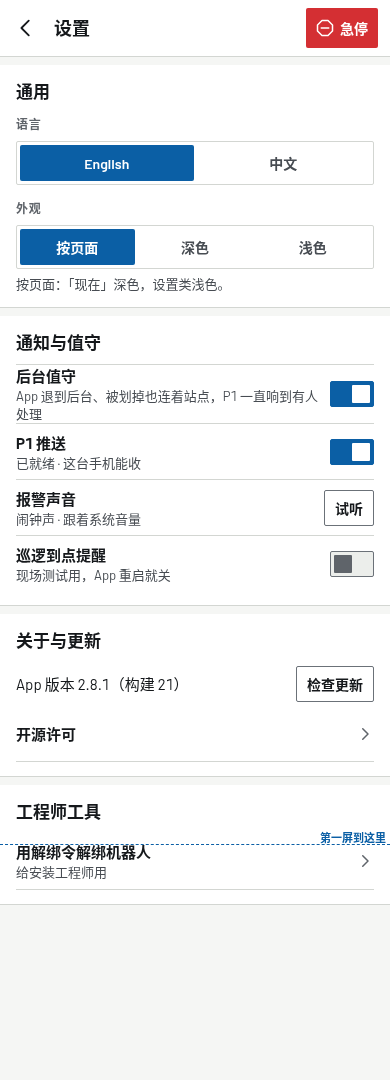 设置
急停
通用
语言
English
中文
外观
按页面
深色
浅色
按页面：「现在」深色，设置类浅色。
通知与值守
后台值守
App 退到后台、被划掉也连着站点，P1 一直响到有人
处理
P1 推送
已就绪 · 这台手机能收
报警声音
闹钟声 · 跟着系统音量
试听
巡逻到点提醒
现场测试用，App 重启就关
关于与更新
App 版本 2.8.1（构建 21）
检查更新
开源许可
工程师工具
第一屏到这里
用解绑令解绑机器人
给安装工程师用